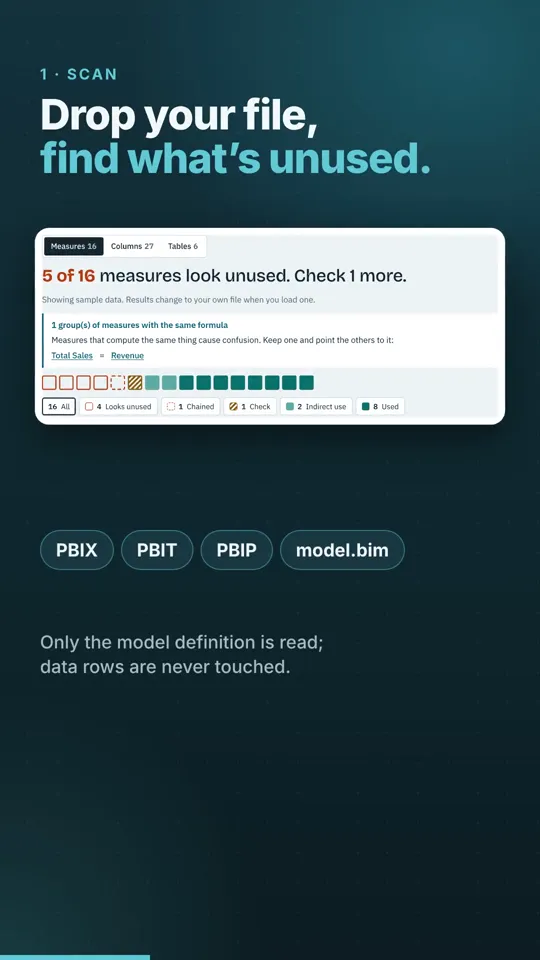 1 · SCAN
Drop your file,
find what’s unused.
Measures 16 Columns 27 Tables 6
5 of 16 measures look unused. Check 1 more.
Showing sample data. Results change to your own file when you load one.
1 group(s) of measures with the same formula
Measures that compute the same thing cause confusion. Keep one and point the others to it:
Total Sales = Revenue
16 All 4 Looks unused 1 Chained 1 Check 2 Indirect use 8 Used
PBIX PBIT PBIP model.bim
Only the model definition is read;
data rows are never touched.